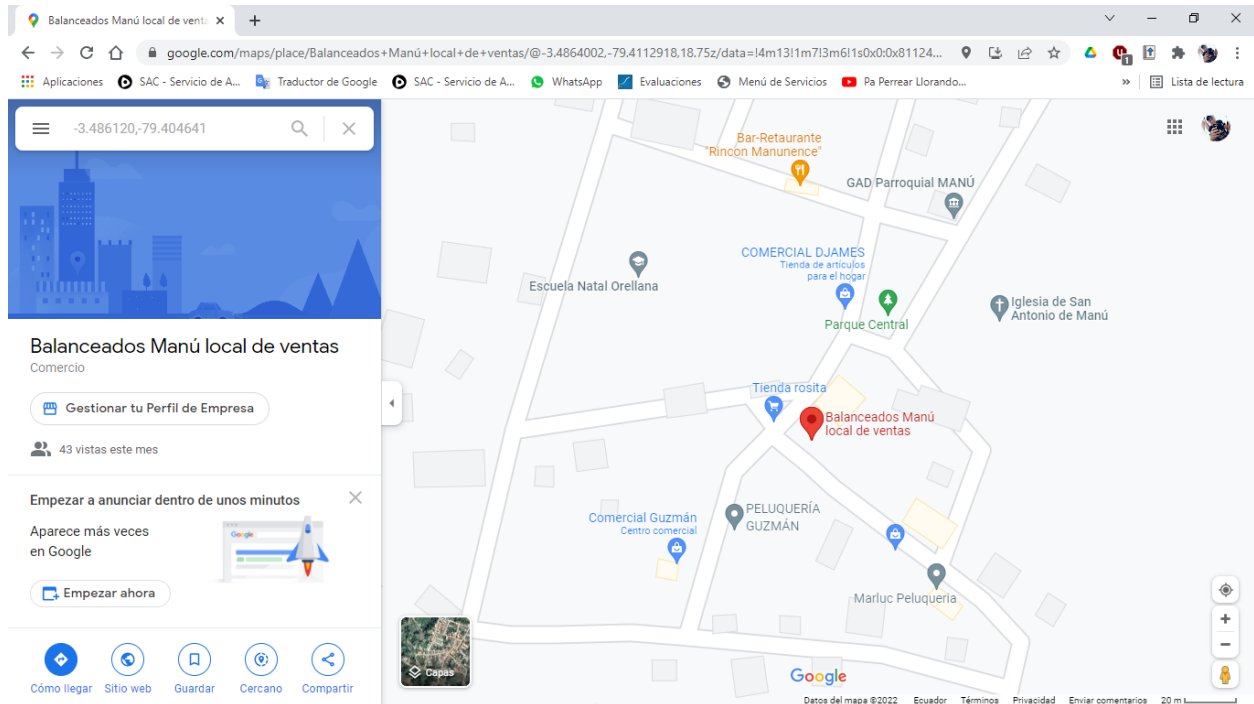 Balanceados Manú local de venta
google.com/maps/place/Balanceados+Manú+local+de+ventas/@-3.4864002,-79.4112918,18.75z/data=!4m13!1m7!3m6!1s0x0:0x81124...
1
Aplicaciones
SAC - Servicio de A...
Traductor de Google
SAC - Servicio de A...
WhatsApp
Evaluaciones
Menú de Servicios
Pa Perrear Llorando...
»
Lista de lectura
-3.486120,-79.404641
Balanceados Manú local de ventas
Comercio
Gestionar tu Perfil de Empresa
43 vistas este mes
Empezar a anunciar dentro de unos minutos
Aparece más veces
en Google
Google
Empezar ahora
Cómo llegar
Sitio web
Guardar
Cercano
Compartir
Bar-Retaurante
"Rincon Manunence"
GAD Parroquial MANÚ
COMERCIAL DJAMES
Tienda de artículos
para el hogar
Escuela Natal Orellana
Parque Central
Iglesia de San
Antonio de Manú
Tienda rosita
Balanceados Manú
local de ventas
PELUQUERÍA
GUZMÁN
Comercial Guzmán
Centro comercial
Marluc Peluqueria
Capas
Google
Datos del mapa ©2022
Ecuador
Términos
Privacidad
Enviar comentarios
20 m